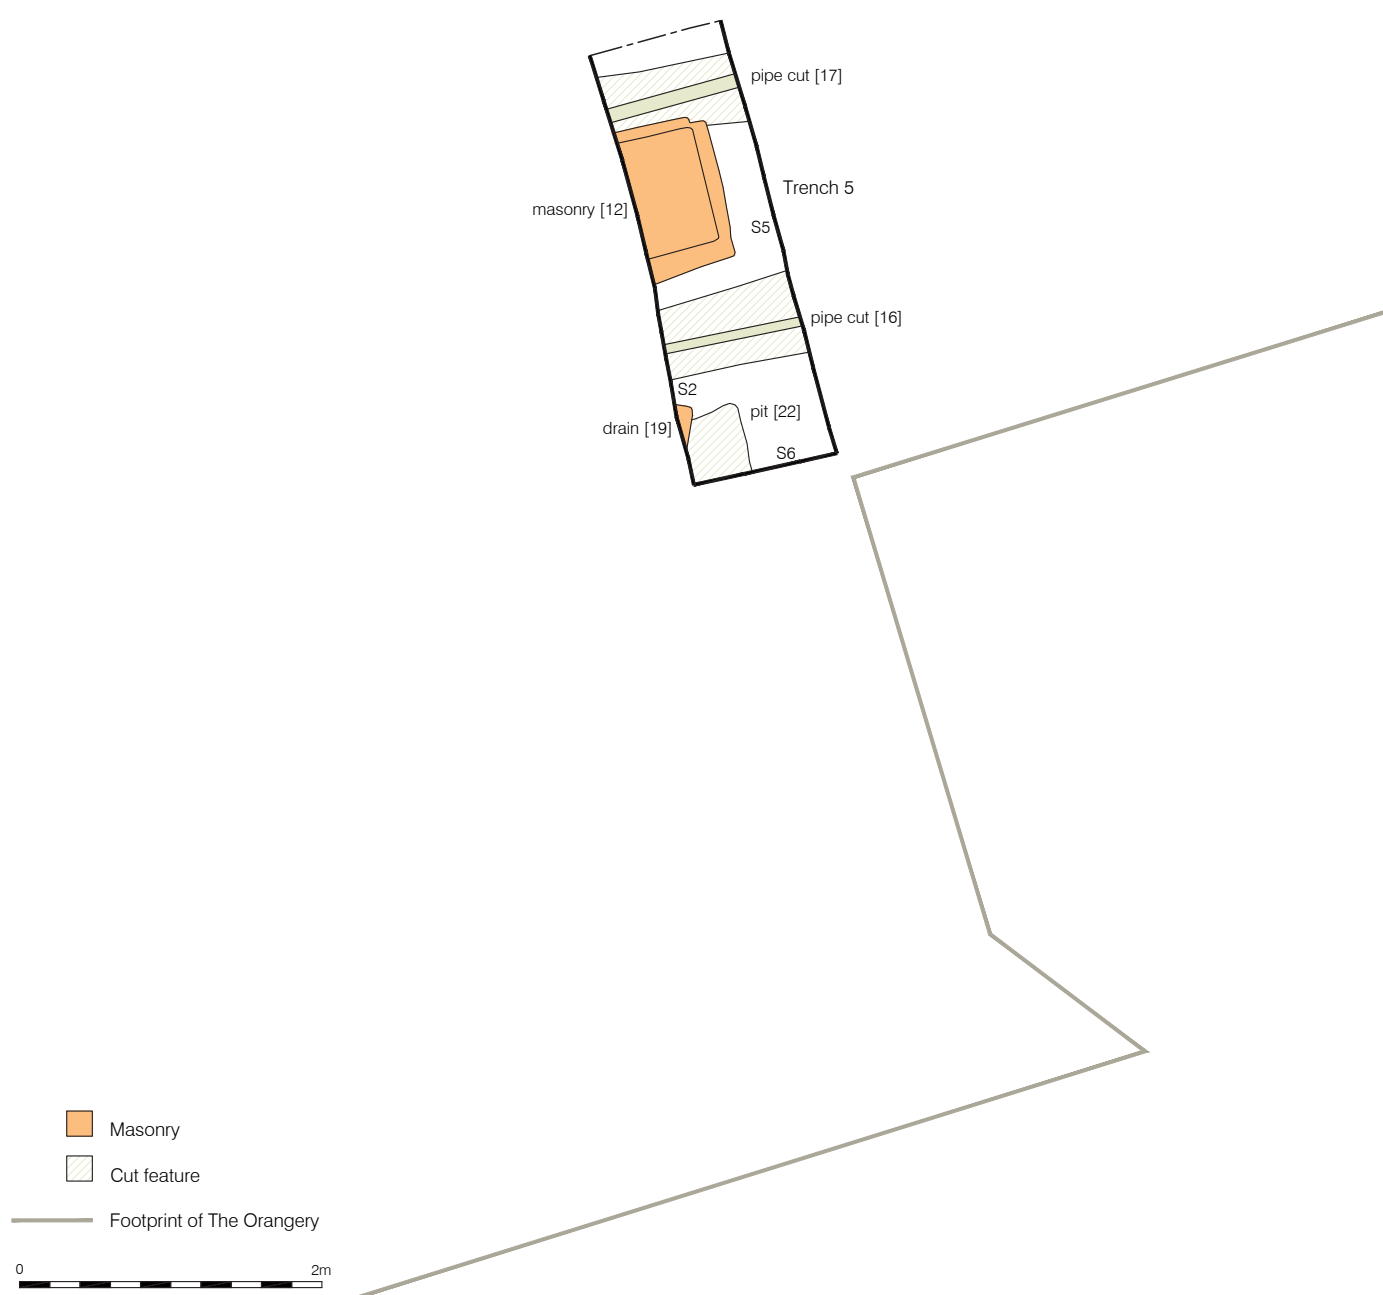 pipe cut [17]
Trench 5
masonry [12]
S5
pipe cut [16]
S2
pit [22]
drain [19]
S6
Masonry
Cut feature
Footprint of The Orangery
0 2m